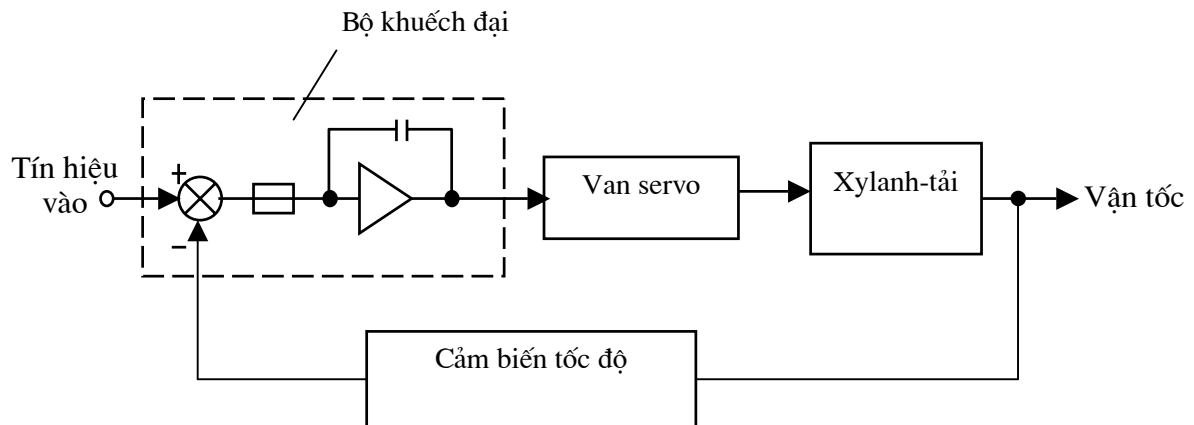 Bộ khuếch đại
Tín hiệu
vào
+
−
Van servo
Xylanh-tải
Vận tốc
Cảm biến tốc độ